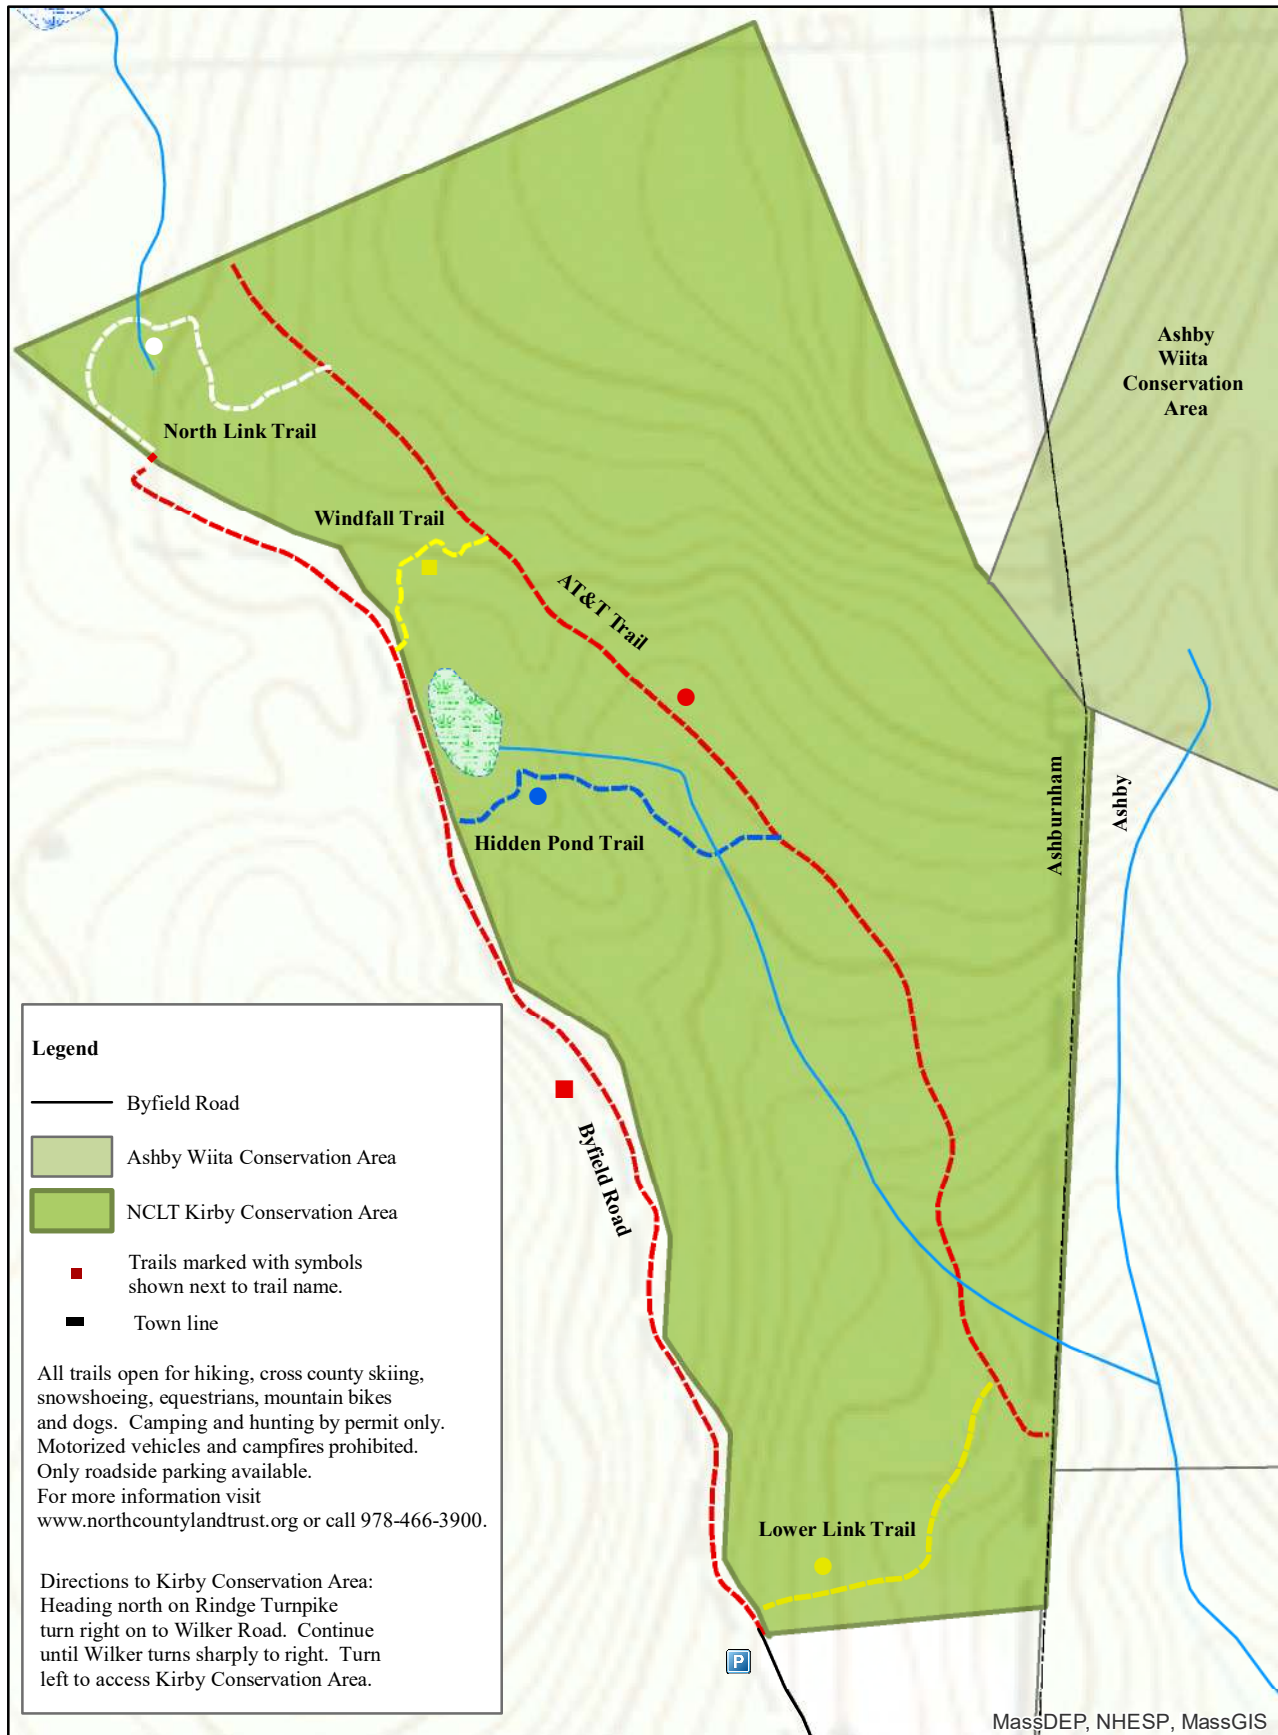 Ashby
Wiita
Conservation
Area
North Link Trail
Windfall Trail
AT&T Trail
Hidden Pond Trail
Ashburnham
Ashby
Byfield Road
Lower Link Trail
P
Legend
Byfield Road
Ashby Wiita Conservation Area
NCLT Kirby Conservation Area
Trails marked with symbols
shown next to trail name.
Town line
All trails open for hiking, cross county skiing,
snowshoeing, equestrians, mountain bikes
and dogs. Camping and hunting by permit only.
Motorized vehicles and campfires prohibited.
Only roadside parking available.
For more information visit
www.northcountylandtrust.org or call 978-466-3900.
Directions to Kirby Conservation Area:
Heading north on Rindge Turnpike
turn right on to Wilker Road. Continue
until Wilker turns sharply to right. Turn
left to access Kirby Conservation Area.
MassDEP, NHESP, MassGIS